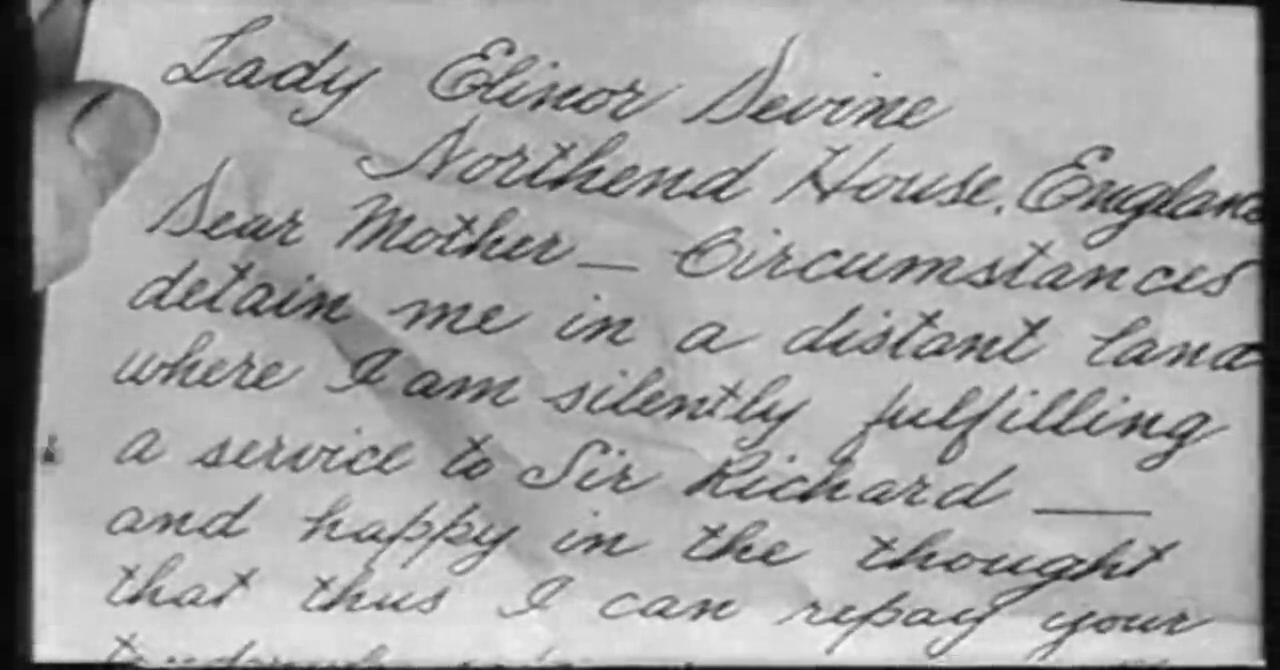 Lady Elinor Devine
Northend House, England
Dear Mother — Circumstances
detain me in a distant land
where I am silently fulfilling
a service to Sir Richard —
and happy in the thought
that thus I can repay your